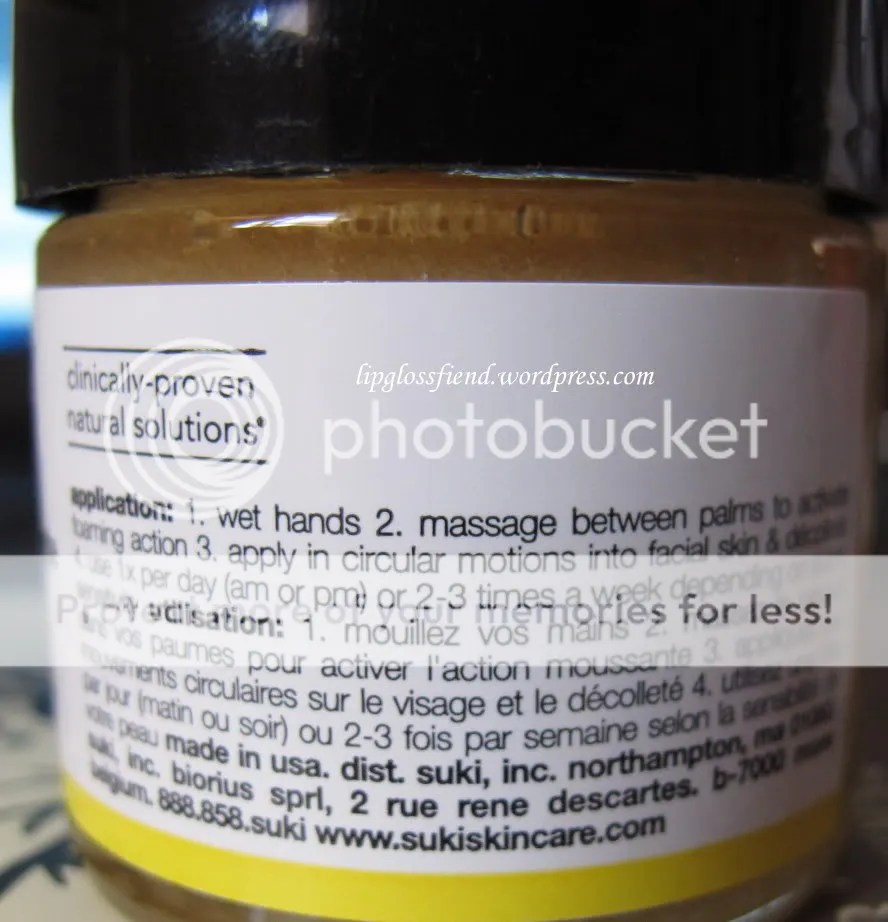 clinically-proven
natural solutions®
lipglossfiend.wordpress.com
photobucket
application: 1. wet hands 2. massage between palms to activate
foaming action 3. apply in circular motions into facial skin & décolleté
4. use 1x per day (am or pm) or 2-3 times a week depending on
Protect more of your memories for less!
utilisation: 1. mouillez vos mains 2.
vos paumes pour activer l'action moussante 3.
mouvements circulaires sur le visage et le décolleté 4. utilisez
par jour (matin ou soir) ou 2-3 fois par semaine selon la sensibilité
votre peau made in usa. dist. suki, inc. northampton, ma
suki, inc. biorius sprl, 2 rue rene descartes. b-7000 mons
belgium. 888.858.suki www.sukiskincare.com